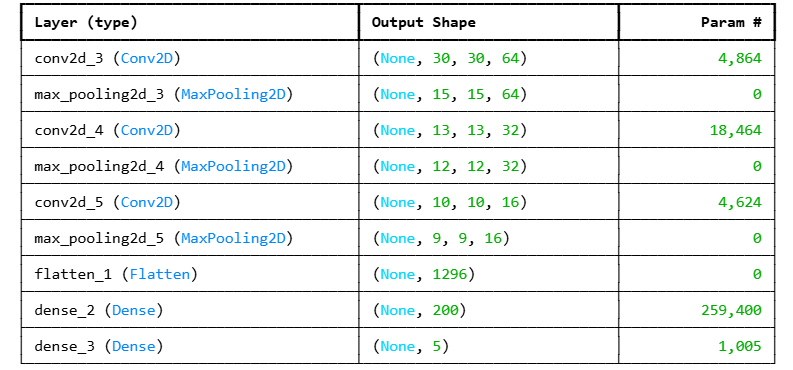 Layer (type) Output Shape Param #
conv2d_3 (Conv2D) (None, 30, 30, 64) 4,864
max_pooling2d_3 (MaxPooling2D) (None, 15, 15, 64) 0
conv2d_4 (Conv2D) (None, 13, 13, 32) 18,464
max_pooling2d_4 (MaxPooling2D) (None, 12, 12, 32) 0
conv2d_5 (Conv2D) (None, 10, 10, 16) 4,624
max_pooling2d_5 (MaxPooling2D) (None, 9, 9, 16) 0
flatten_1 (Flatten) (None, 1296) 0
dense_2 (Dense) (None, 200) 259,400
dense_3 (Dense) (None, 5) 1,005